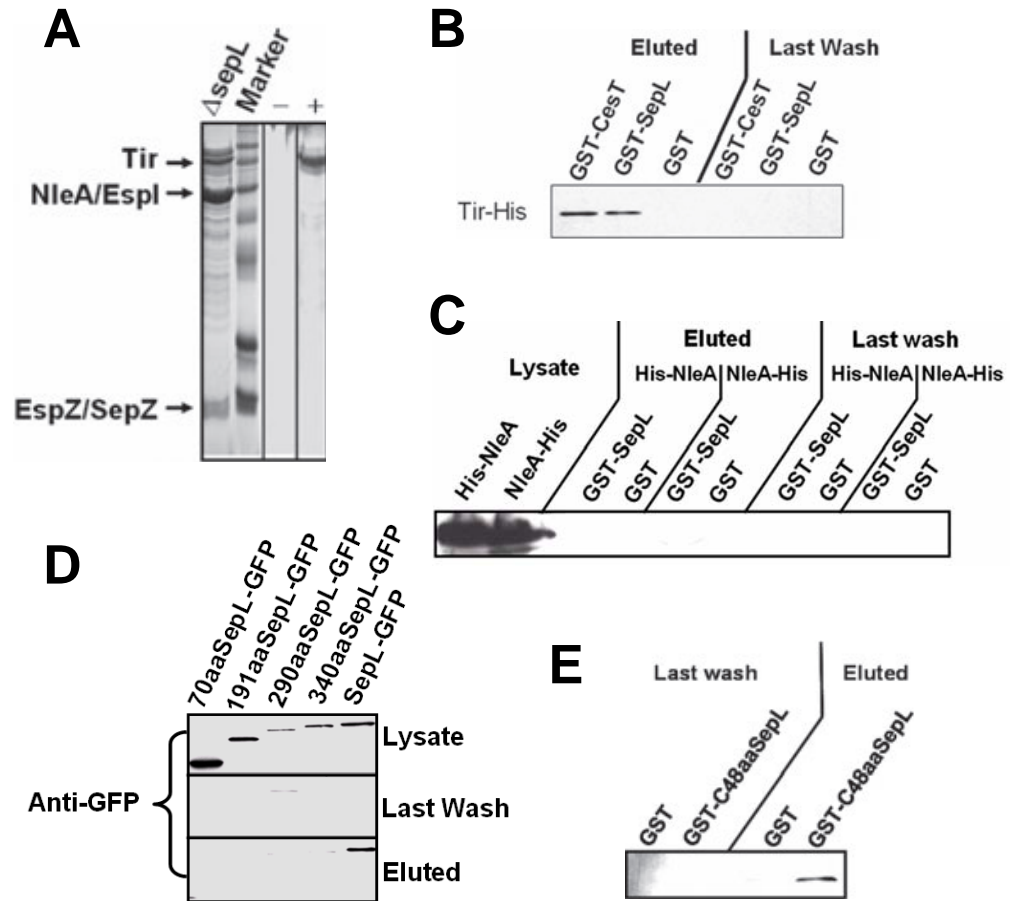 A
ΔsepL
Marker
−
+
Tir
NleA/EspI
EspZ/SepZ
B
Eluted
Last Wash
GST-CesT
GST-SepL
GST
GST-CesT
GST-SepL
GST
Tir-His
C
Lysate
Eluted
Last wash
His-NleA
NleA-His
His-NleA
NleA-His
His-NleA
NleA-His
GST-SepL
GST
GST-SepL
GST
GST-SepL
GST
GST-SepL
GST
D
70aaSepL-GFP
191aaSepL-GFP
290aaSepL-GFP
340aaSepL-GFP
SepL-GFP
Lysate
Anti-GFP
Last Wash
Eluted
E
Last wash
Eluted
GST
GST-C48aaSepL
GST
GST-C48aaSepL